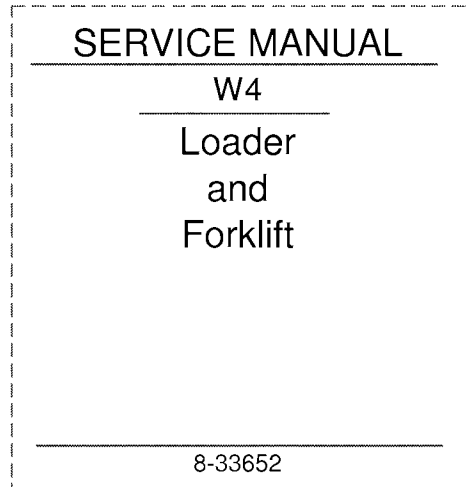 SERVICE MANUAL
W4
Loader
and
Forklift
8-33652